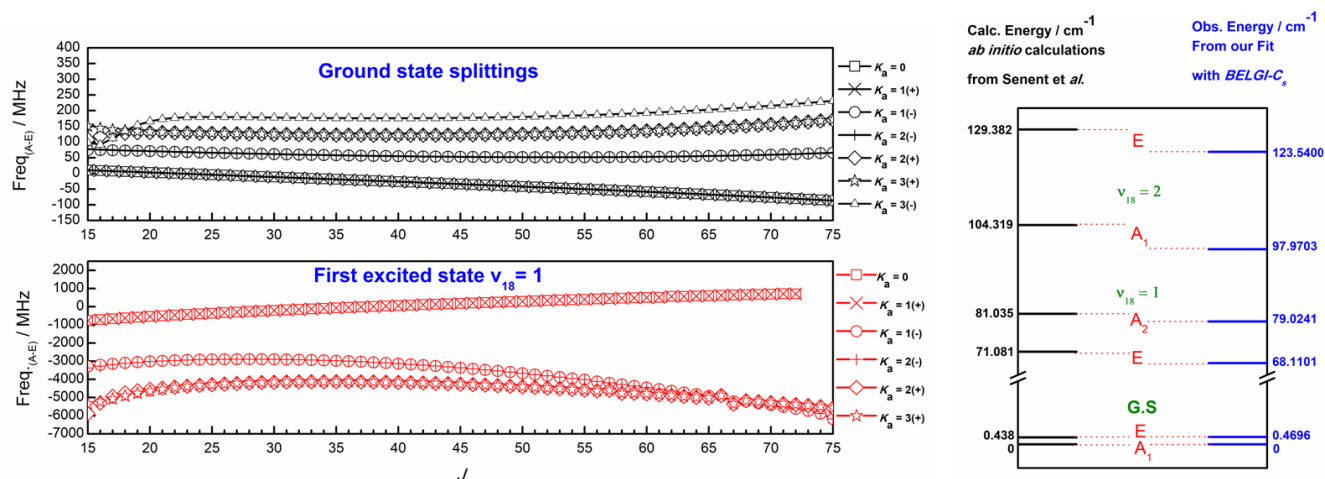 Ground state splittings
Freq(A-E) / MHz
400
350
300
250
200
150
100
50
0
-50
-100
-150
15 20 25 30 35 40 45 50 55 60 65 70 75
Ka = 0
Ka = 1(+)
Ka = 1(-)
Ka = 2(-)
Ka = 2(+)
Ka = 3(+)
Ka = 3(-)
First excited state ν18 = 1
Freq.(A-E) / MHz
2000
1000
0
-1000
-2000
-3000
-4000
-5000
-6000
-7000
15 20 25 30 35 40 45 50 55 60 65 70 75
Ka = 0
Ka = 1(+)
Ka = 1(-)
Ka = 2(-)
Ka = 2(+)
Ka = 3(+)
Calc. Energy / cm-1
ab initio calculations
from Senent et al.
Obs. Energy / cm-1
From our Fit
with BELGI-Cs
129.382 E 123.5400
ν18 = 2
104.319 A1 97.9703
ν18 = 1
81.035 A2 79.0241
71.081 E 68.1101
G.S
0.438 E 0.4696
0 A1 0